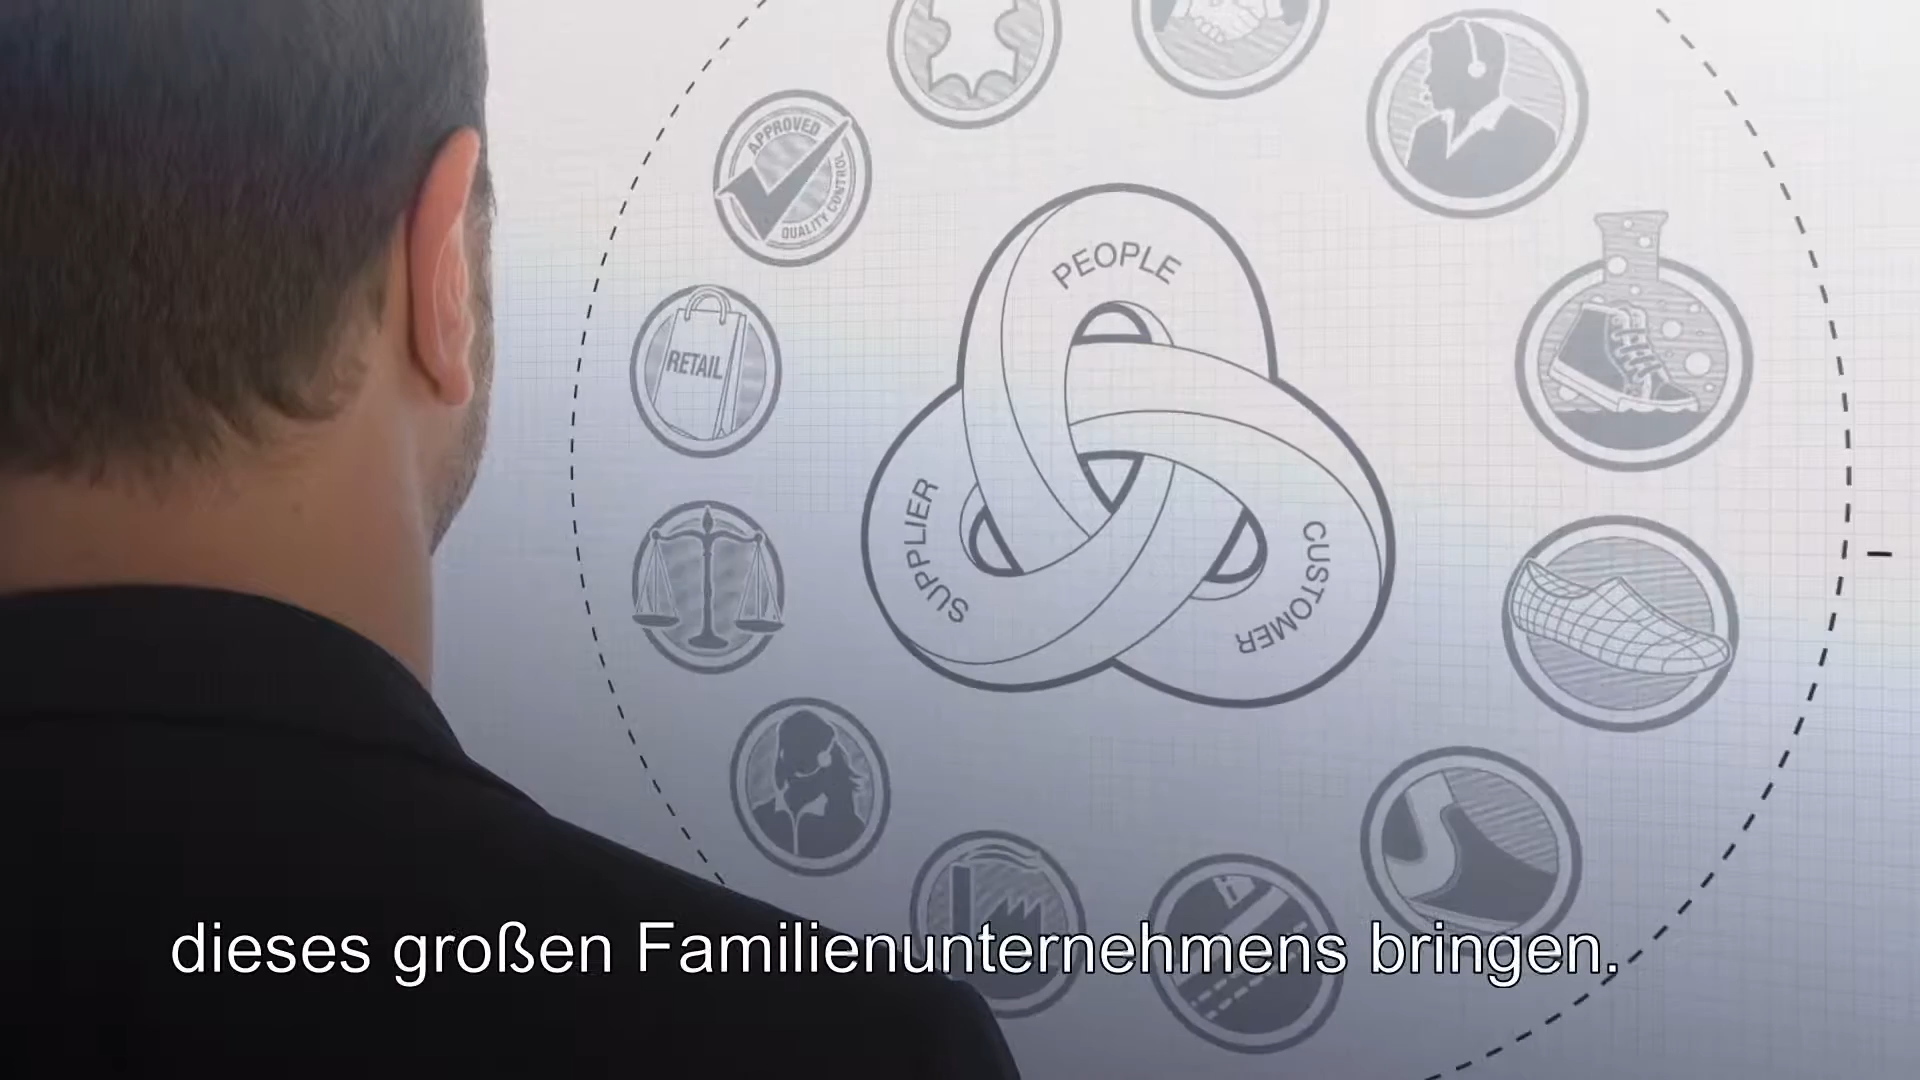 APPROVED
QUALITY CONTROL
PEOPLE
RETAIL
SUPPLIER
CUSTOMER
dieses großen Familienunternehmens bringen.